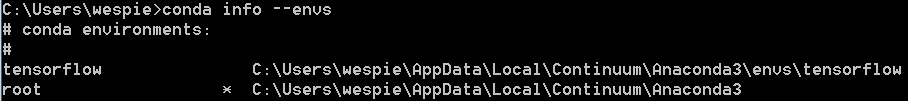 C:\Users\wespie>conda info --envs
# conda environments:
#
tensorflow               C:\Users\wespie\AppData\Local\Continuum\Anaconda3\envs\tensorflow
root                  *  C:\Users\wespie\AppData\Local\Continuum\Anaconda3